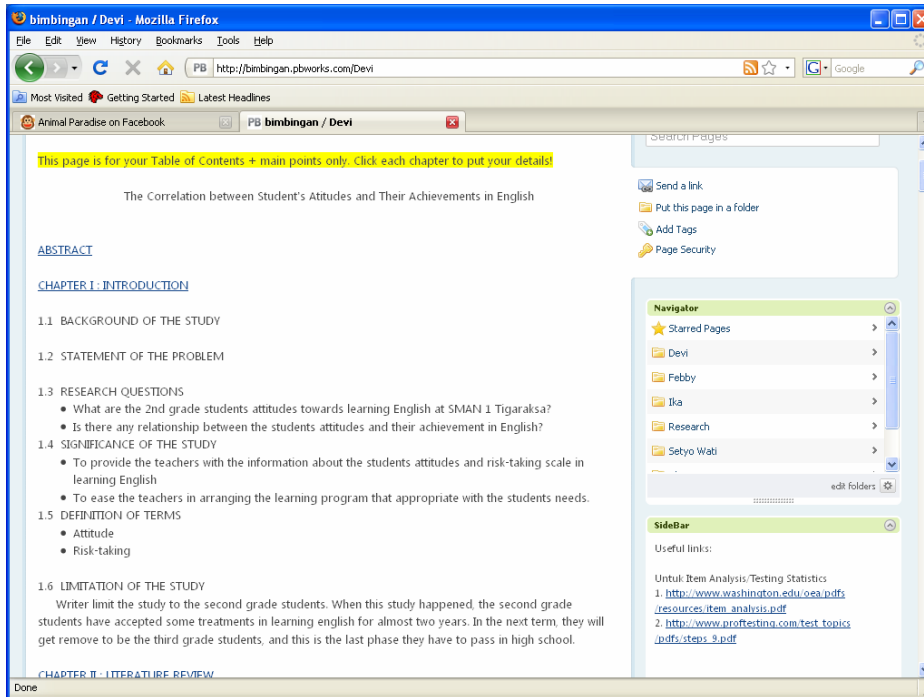 bimbingan / Devi - Mozilla Firefox
File Edit View History Bookmarks Tools Help
PB http://bimbingan.pbworks.com/Devi
G Google
Most Visited Getting Started Latest Headlines
Animal Paradise on Facebook PB bimbingan / Devi
Search Pages
This page is for your Table of Contents + main points only. Click each chapter to put your details!
The Correlation between Student's Atitudes and Their Achievements in English
ABSTRACT
CHAPTER I : INTRODUCTION
1.1 BACKGROUND OF THE STUDY
1.2 STATEMENT OF THE PROBLEM
1.3 RESEARCH QUESTIONS
• What are the 2nd grade students attitudes towards learning English at SMAN 1 Tigaraksa?
• Is there any relationship between the students attitudes and their achievement in English?
1.4 SIGNIFICANCE OF THE STUDY
• To provide the teachers with the information about the students attitudes and risk-taking scale in
learning English
• To ease the teachers in arranging the learning program that appropriate with the students needs.
1.5 DEFINITION OF TERMS
• Attitude
• Risk-taking
1.6 LIMITATION OF THE STUDY
Writer limit the study to the second grade students. When this study happened, the second grade
students have accepted some treatments in learning english for almost two years. In the next term, they will
get remove to be the third grade students, and this is the last phase they have to pass in high school.
CHAPTER II : LITERATURE REVIEW
Send a link
Put this page in a folder
Add Tags
Page Security
Navigator
Starred Pages
Devi
Febby
Ika
Research
Setyo Wati
edit folders
SideBar
Useful links:
Untuk Item Analysis/Testing Statistics
1. http://www.washington.edu/oea/pdfs
/resources/item_analysis.pdf
2. http://www.proftesting.com/test_topics
/pdfs/steps_9.pdf
Done